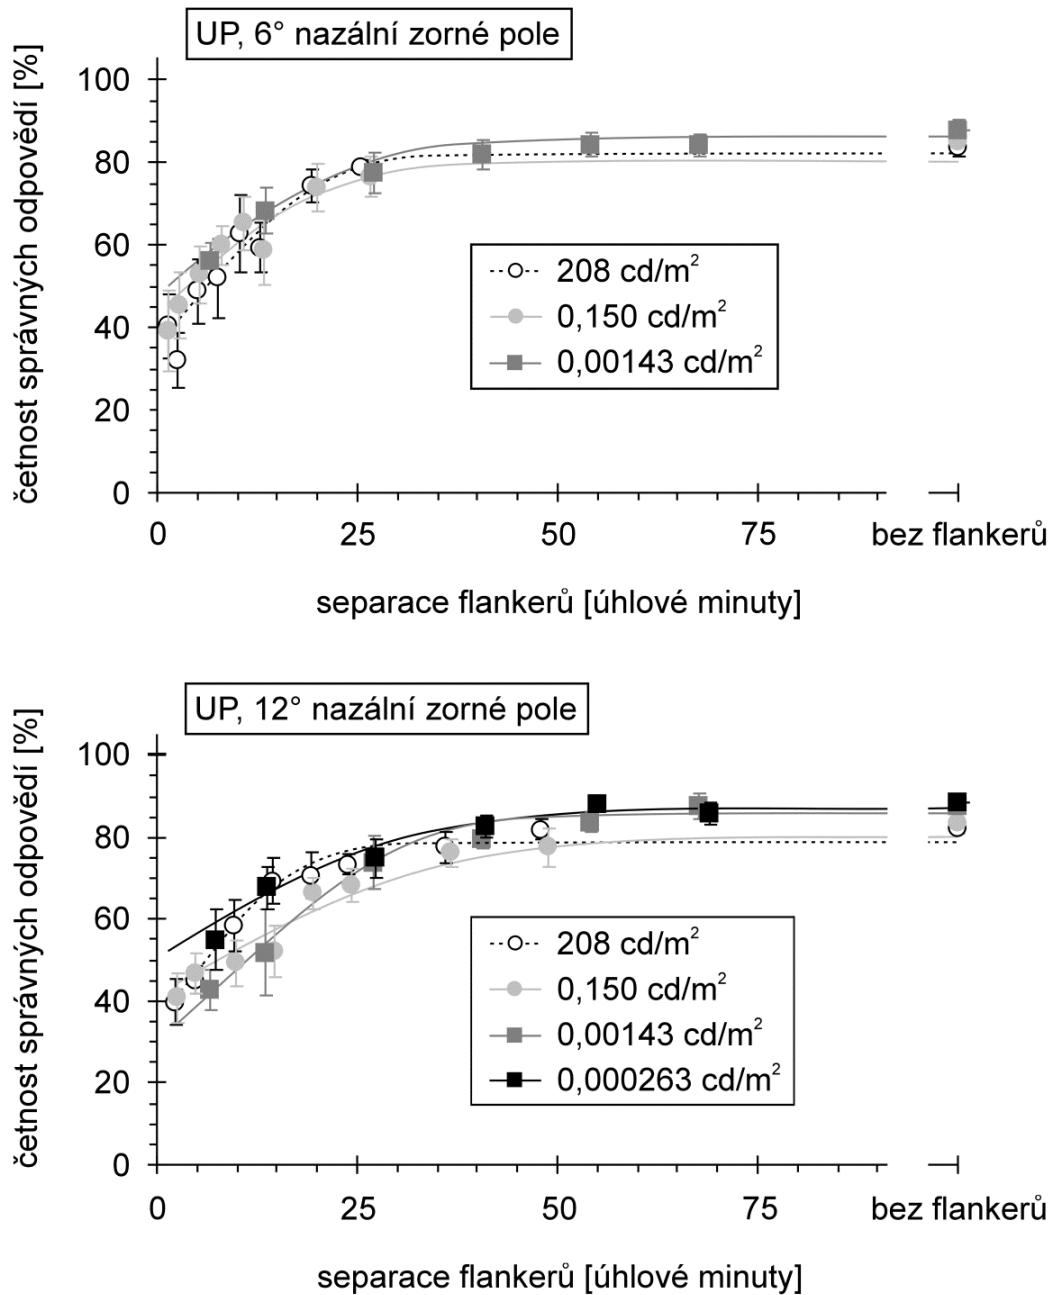 UP, 6° nazální zorné pole
četnost správných odpovědí [%]
100
80
60
40
20
0
208 cd/m²
0,150 cd/m²
0,00143 cd/m²
0 25 50 75 bez flankerů
separace flankerů [úhlové minuty]
UP, 12° nazální zorné pole
četnost správných odpovědí [%]
100
80
60
40
20
0
208 cd/m²
0,150 cd/m²
0,00143 cd/m²
0,000263 cd/m²
0 25 50 75 bez flankerů
separace flankerů [úhlové minuty]